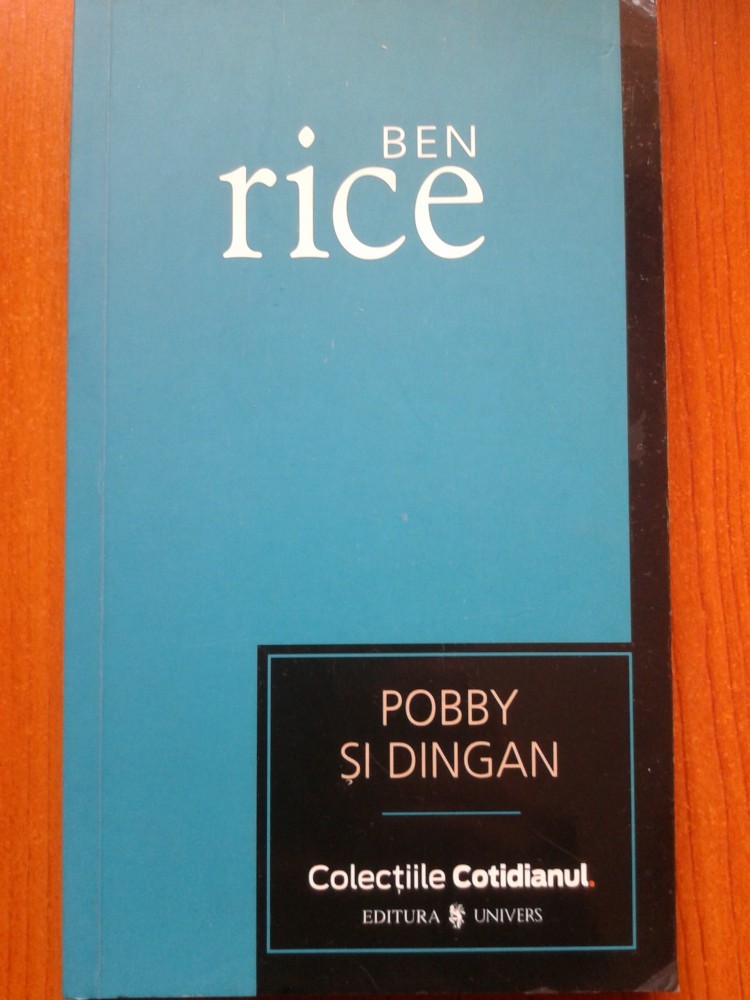 BEN
rice
POBBY
ȘI DINGAN
Colecțiile Cotidianul.
EDITURA UNIVERS